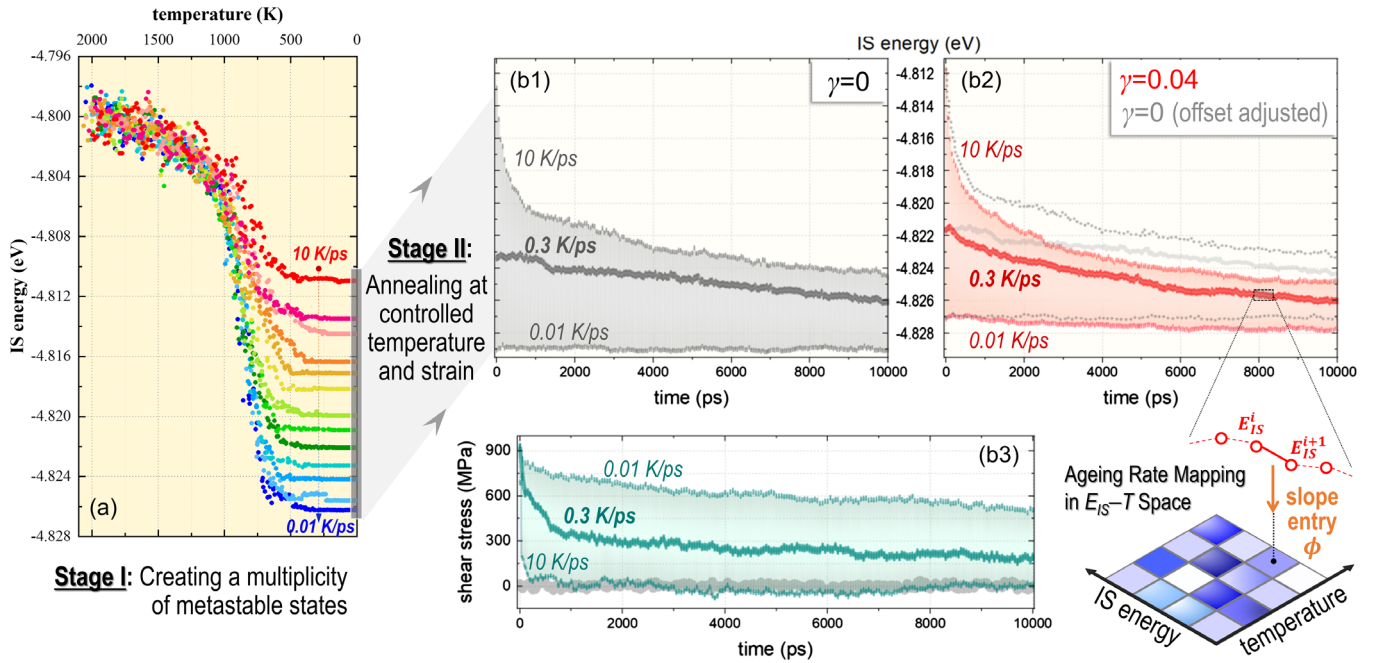 temperature (K)
2000 1500 1000 500 0
IS energy (eV)
-4.796
-4.800
-4.804
-4.808
-4.812
-4.816
-4.820
-4.824
-4.828
10 K/ps
0.01 K/ps
(a)
Stage I: Creating a multiplicity
of metastable states
Stage II:
Annealing at
controlled
temperature
and strain
IS energy (eV)
(b1)
γ=0
10 K/ps
0.3 K/ps
0.01 K/ps
0 2000 4000 6000 8000 10000
time (ps)
-4.812
-4.814
-4.816
-4.818
-4.820
-4.822
-4.824
-4.826
-4.828
(b2)
γ=0.04
γ=0 (offset adjusted)
10 K/ps
0.3 K/ps
0.01 K/ps
0 2000 4000 6000 8000 10000
time (ps)
(b3)
shear stress (MPa)
900
600
300
0
0.01 K/ps
0.3 K/ps
10 K/ps
0 2000 4000 6000 8000 10000
time (ps)
E_IS^i
E_IS^{i+1}
Ageing Rate Mapping
in E_IS–T Space
slope
entry
ϕ
IS energy
temperature